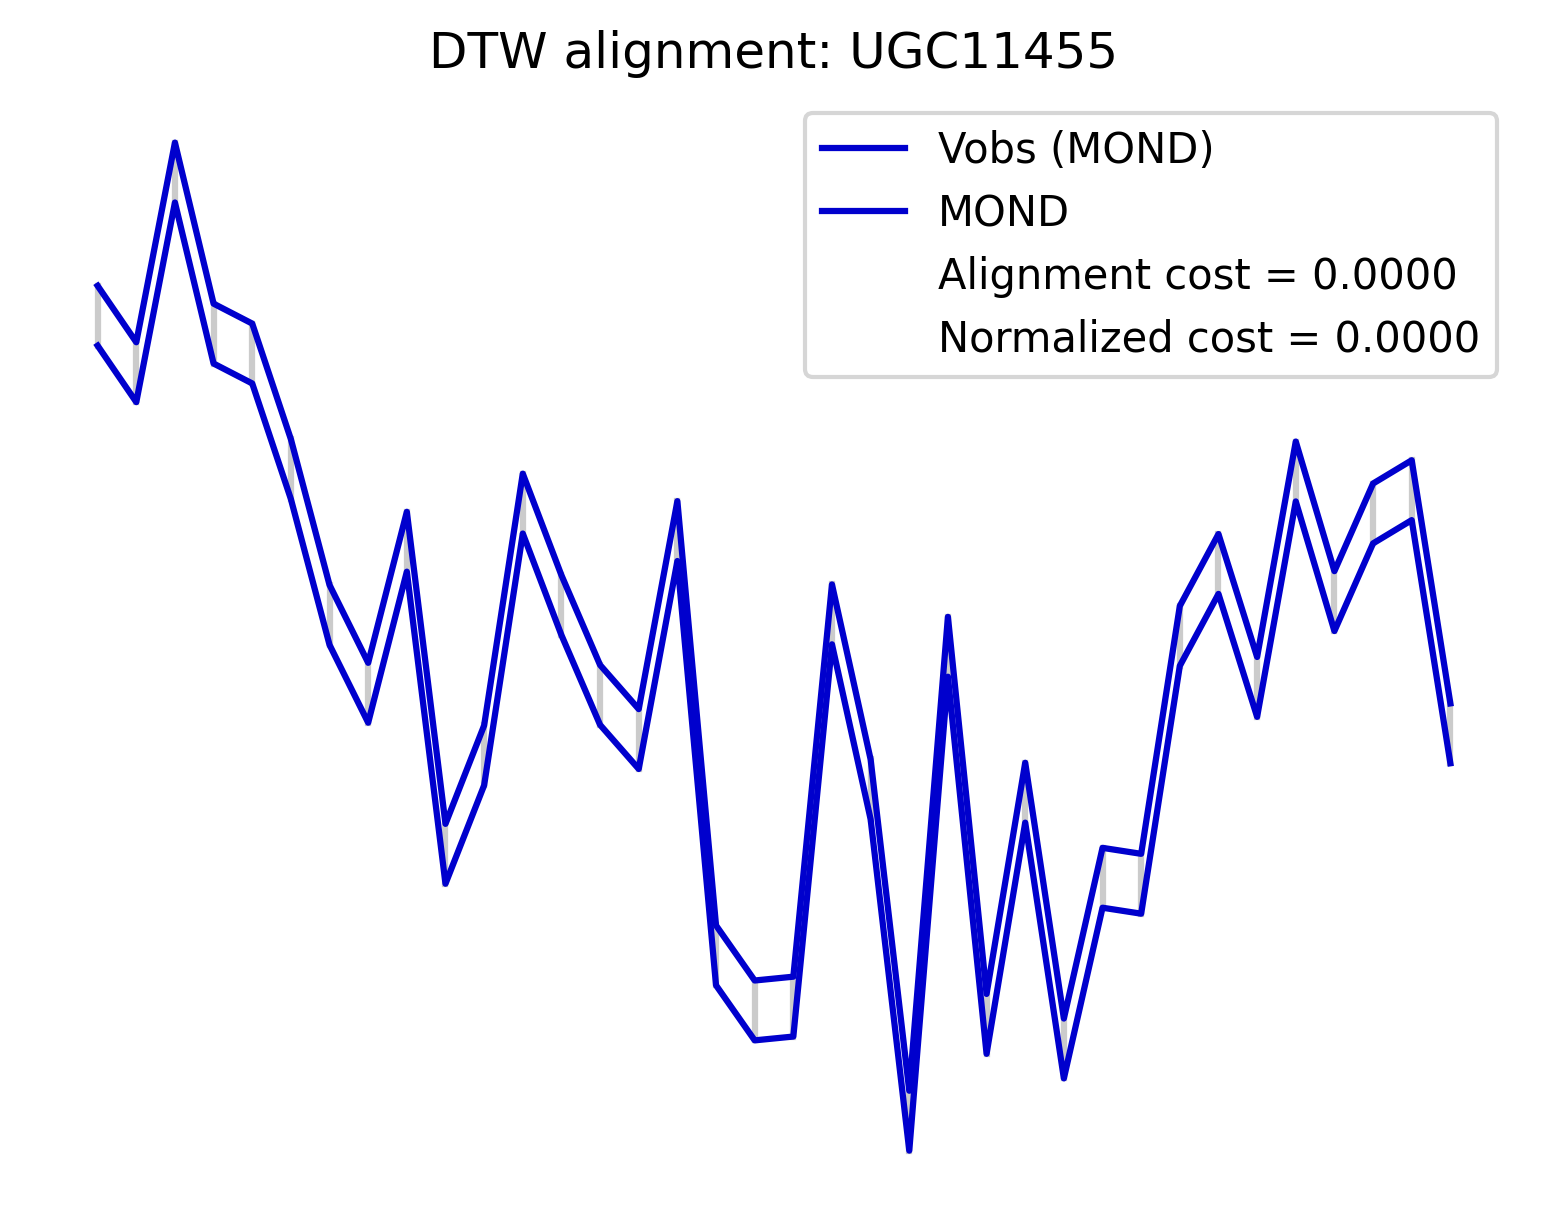 DTW alignment: UGC11455
Vobs (MOND)
MOND
Alignment cost = 0.0000
Normalized cost = 0.0000